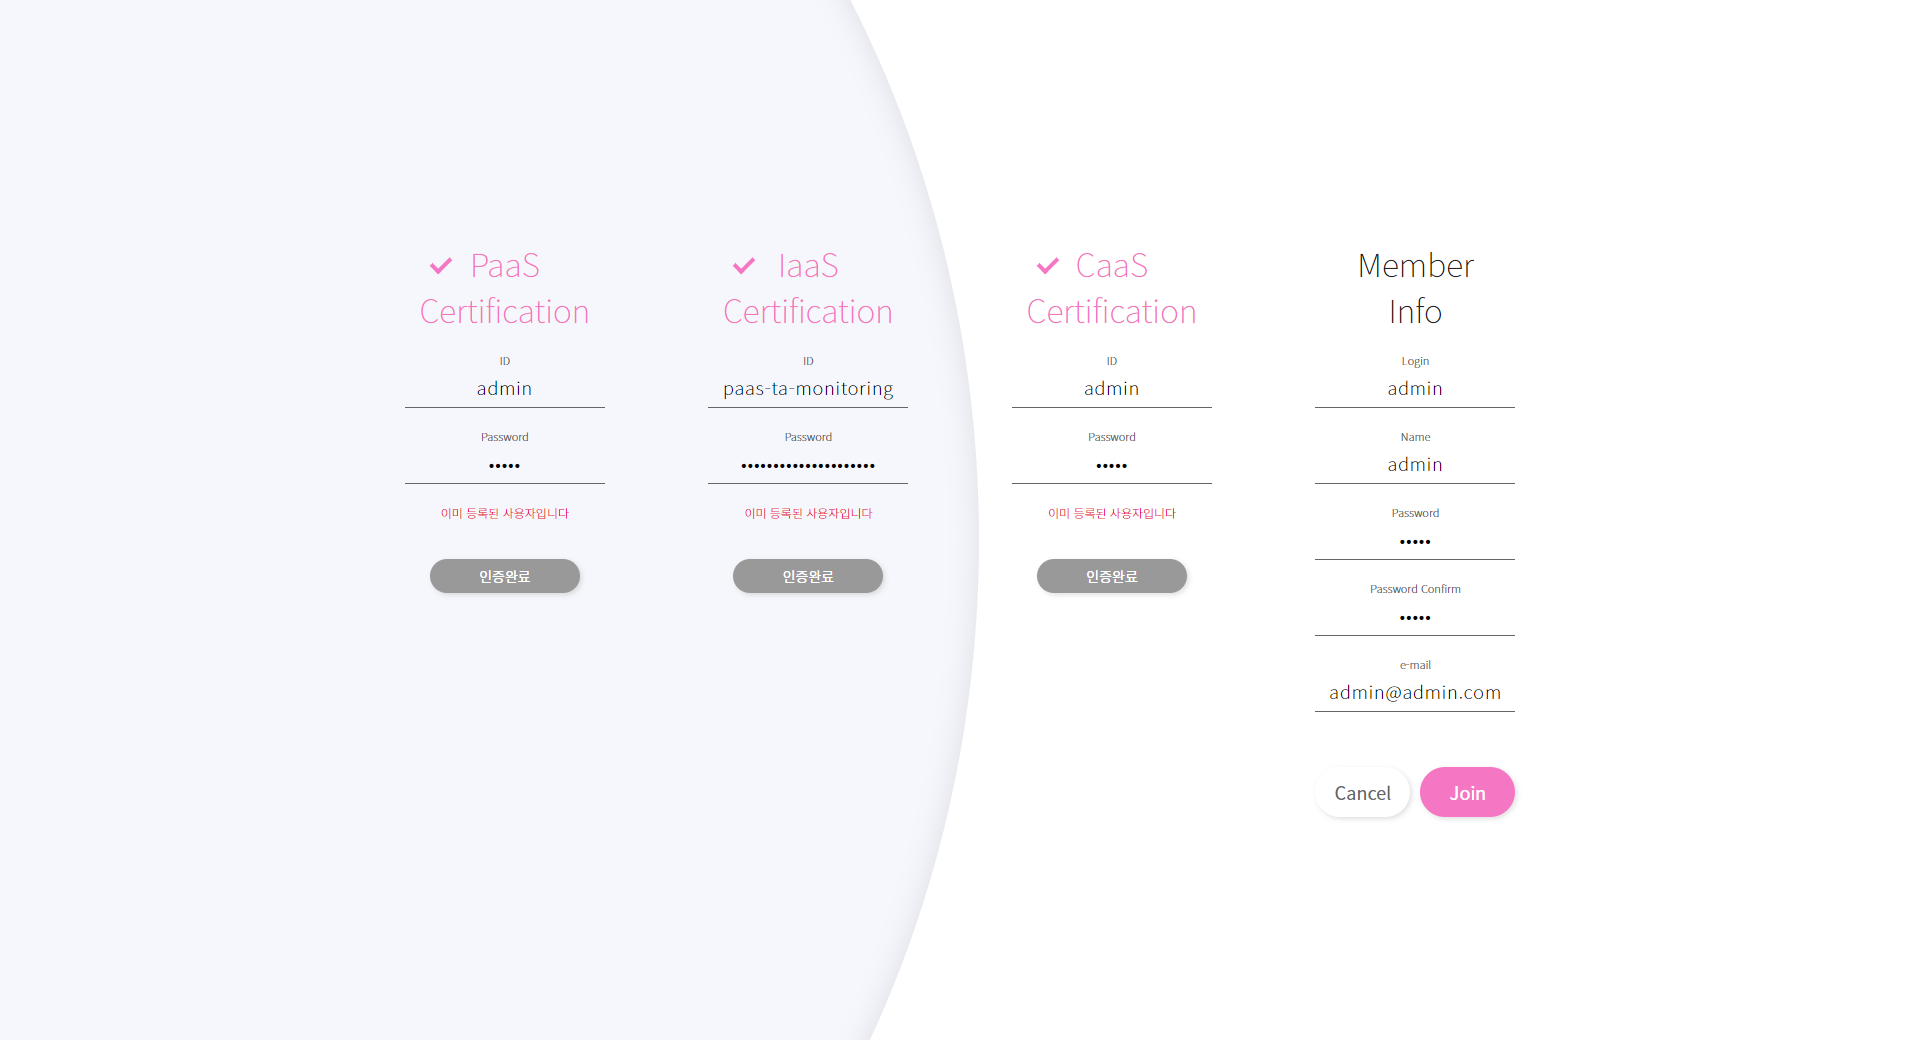 PaaS
Certification
ID
admin
Password
•••••
이미 등록된 사용자입니다
인증완료
IaaS
Certification
ID
paas-ta-monitoring
Password
•••••••••••••••••••••
이미 등록된 사용자입니다
인증완료
CaaS
Certification
ID
admin
Password
•••••
이미 등록된 사용자입니다
인증완료
Member
Info
Login
admin
Name
admin
Password
•••••
Password Confirm
•••••
e-mail
admin@admin.com
Cancel
Join